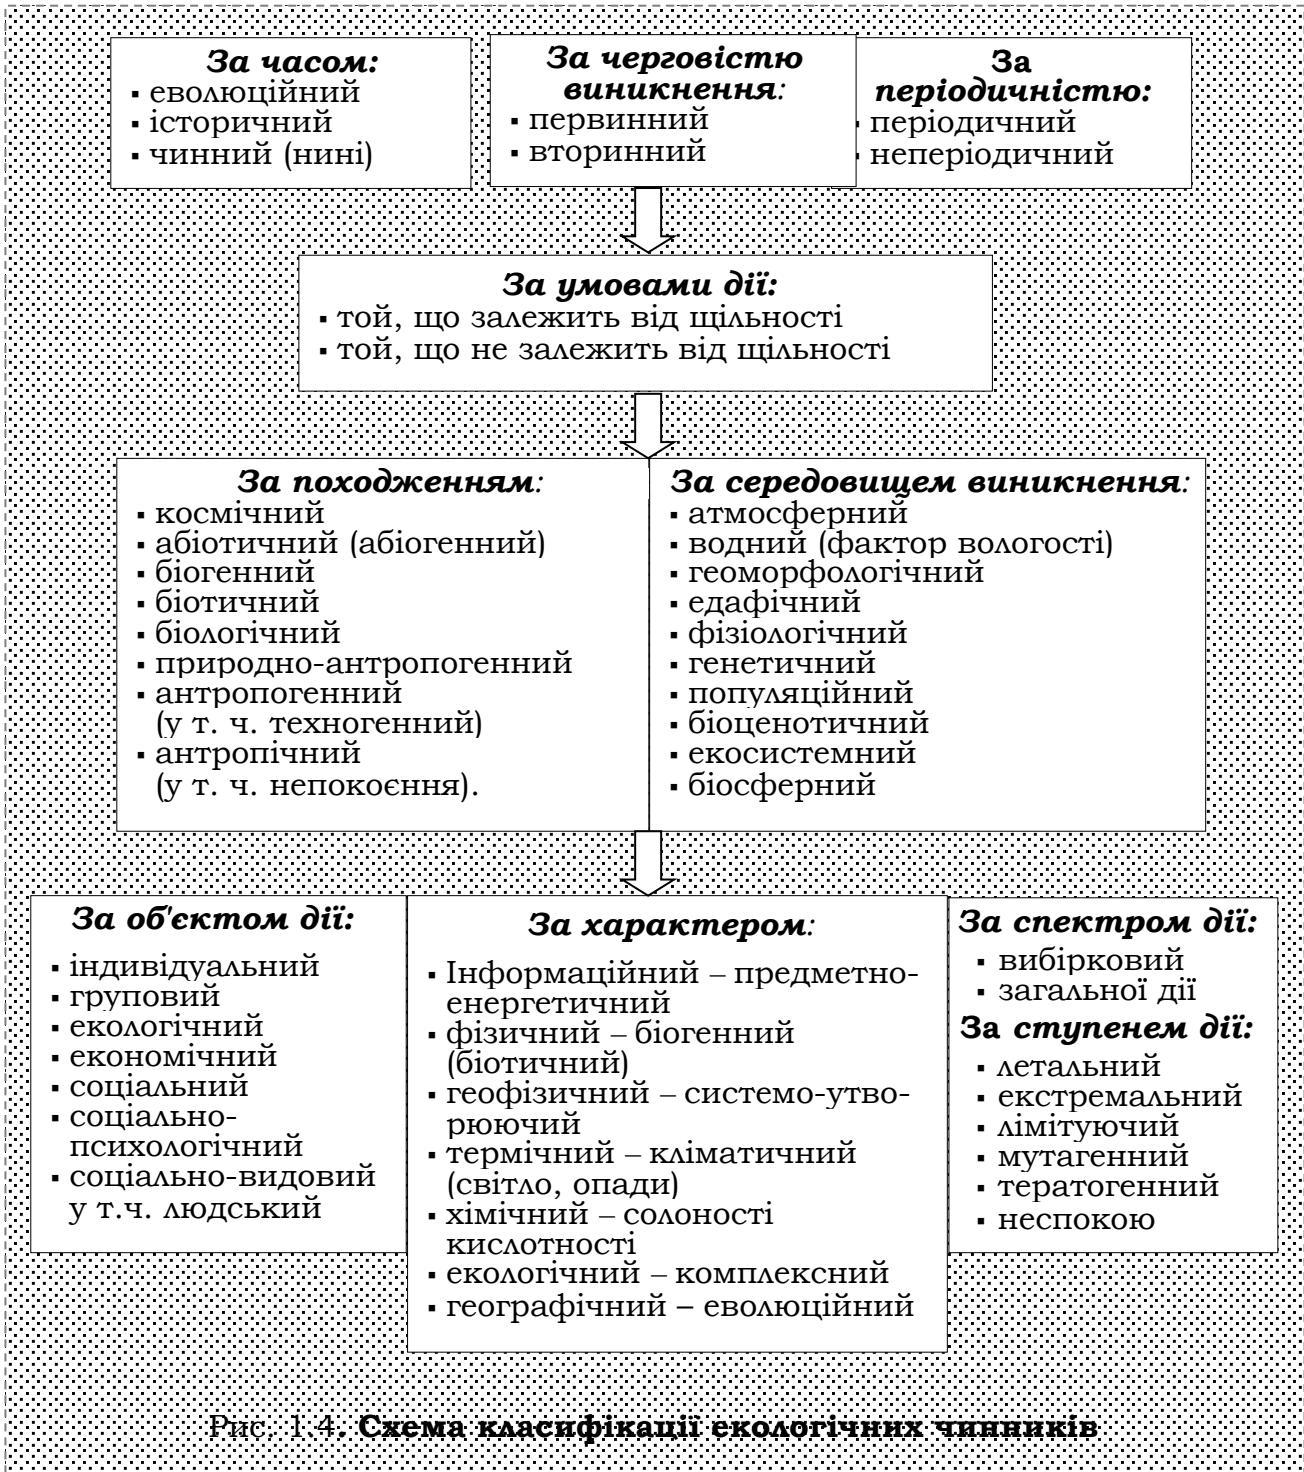 За часом:
▪ еволюційний
▪ історичний
▪ чинний (нині)
За черговістю
виникнення:
▪ первинний
▪ вторинний
За
періодичністю:
▪ періодичний
▪ неперіодичний
За умовами дії:
▪ той, що залежить від щільності
▪ той, що не залежить від щільності
За походженням:
▪ космічний
▪ абіотичний (абіогенний)
▪ біогенний
▪ біотичний
▪ біологічний
▪ природно-антропогенний
▪ антропогенний
(у т. ч. техногенний)
▪ антропічний
(у т. ч. непокоєння).
За середовищем виникнення:
▪ атмосферний
▪ водний (фактор вологості)
▪ геоморфологічний
▪ едафічний
▪ фізіологічний
▪ генетичний
▪ популяційний
▪ біоценотичний
▪ екосистемний
▪ біосферний
За об'єктом дії:
▪ індивідуальний
▪ груповий
▪ екологічний
▪ економічний
▪ соціальний
▪ соціально-
психологічний
▪ соціально-видовий
у т.ч. людський
За характером:
▪ Інформаційний – предметно-
енергетичний
▪ фізичний – біогенний
(біотичний)
▪ геофізичний – системо-утво-
рюючий
▪ термічний – кліматичний
(світло, опади)
▪ хімічний – солоності
кислотності
▪ екологічний – комплексний
▪ географічний – еволюційний
За спектром дії:
▪ вибірковий
▪ загальної дії
За ступенем дії:
▪ летальний
▪ екстремальний
▪ лімітуючий
▪ мутагенний
▪ тератогенний
▪ неспокою
Рис. 1.4. Схема класифікації екологічних чинників